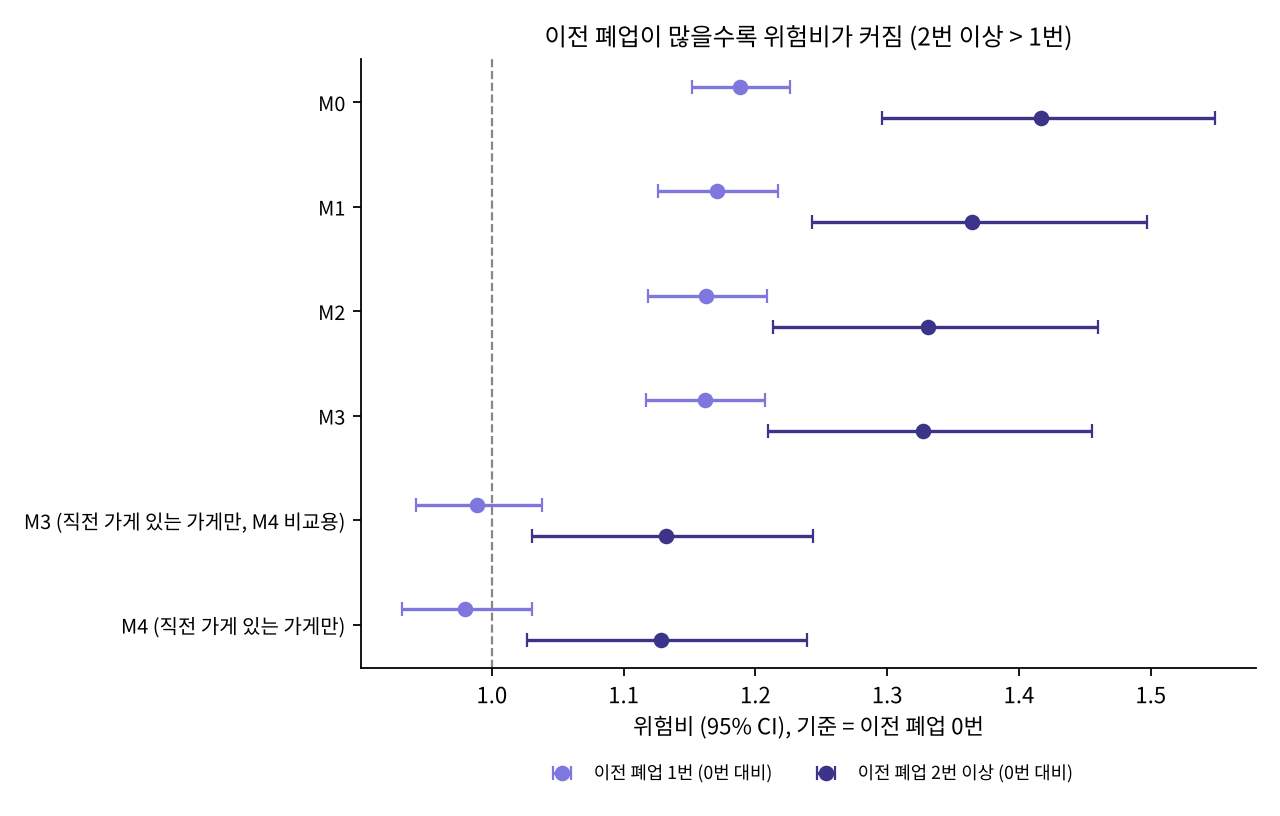 이전 폐업이 많을수록 위험비가 커짐 (2번 이상 > 1번)
M0
M1
M2
M3
M3 (직전 가게 있는 가게만, M4 비교용)
M4 (직전 가게 있는 가게만)
1.0 1.1 1.2 1.3 1.4 1.5
위험비 (95% CI), 기준 = 이전 폐업 0번
이전 폐업 1번 (0번 대비) 이전 폐업 2번 이상 (0번 대비)